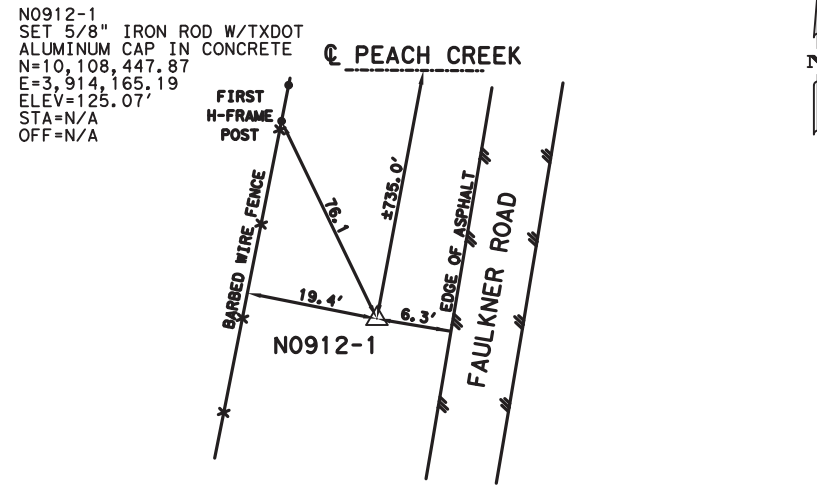 N0912-1
SET 5/8" IRON ROD W/TXDOT
ALUMINUM CAP IN CONCRETE
N=10,108,447.87
E=3,914,165.19
ELEV=125.07'
STA=N/A
OFF=N/A
℄ PEACH CREEK
FIRST
H-FRAME
POST
BARBED WIRE FENCE
76.1
±735.0'
EDGE OF ASPHALT
FAULKNER ROAD
19.4'
6.3'
N0912-1
N